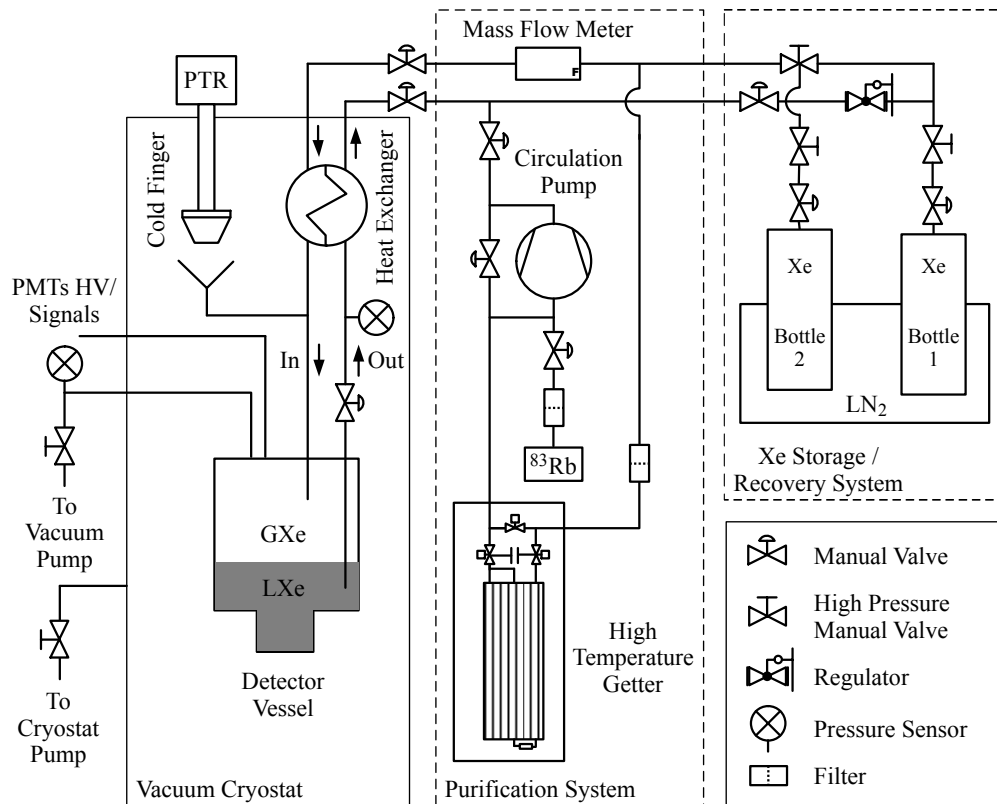 Mass Flow Meter
F
PTR
Cold Finger
Heat Exchanger
Circulation
Pump
PMTs HV/
Signals
In
Out
Xe
Xe
Bottle
2
Bottle
1
LN₂
⁸³Rb
Xe Storage /
Recovery System
To
Vacuum
Pump
GXe
LXe
High
Temperature
Getter
Detector
Vessel
To
Cryostat
Pump
Vacuum Cryostat
Purification System
Manual Valve
High Pressure
Manual Valve
Regulator
Pressure Sensor
Filter